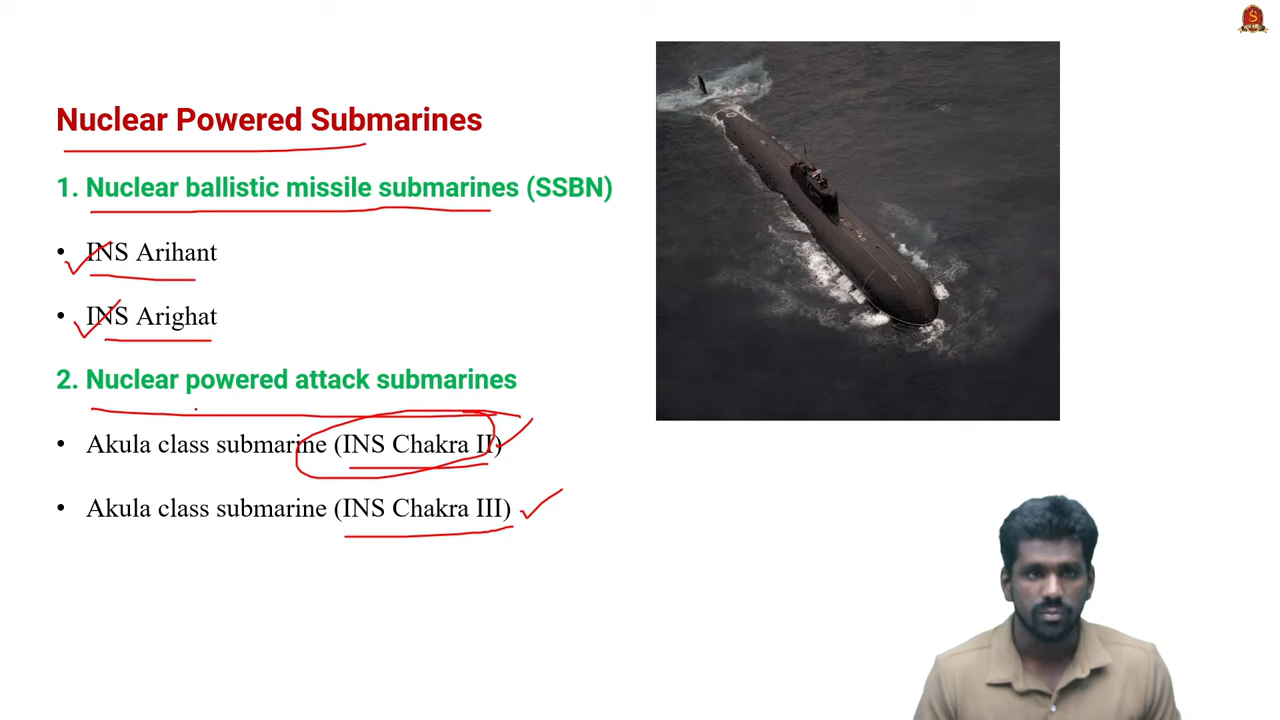 Nuclear Powered Submarines
1. Nuclear ballistic missile submarines (SSBN)
• INS Arihant
• INS Arighat
2. Nuclear powered attack submarines
• Akula class submarine (INS Chakra II)
• Akula class submarine (INS Chakra III)